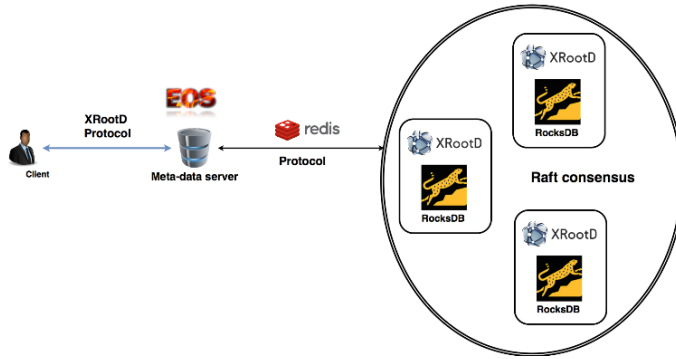 EOS
XRootD
Protocol
Client
Meta-data server
redis
Protocol
XRootD
RocksDB
XRootD
RocksDB
Raft consensus
XRootD
RocksDB